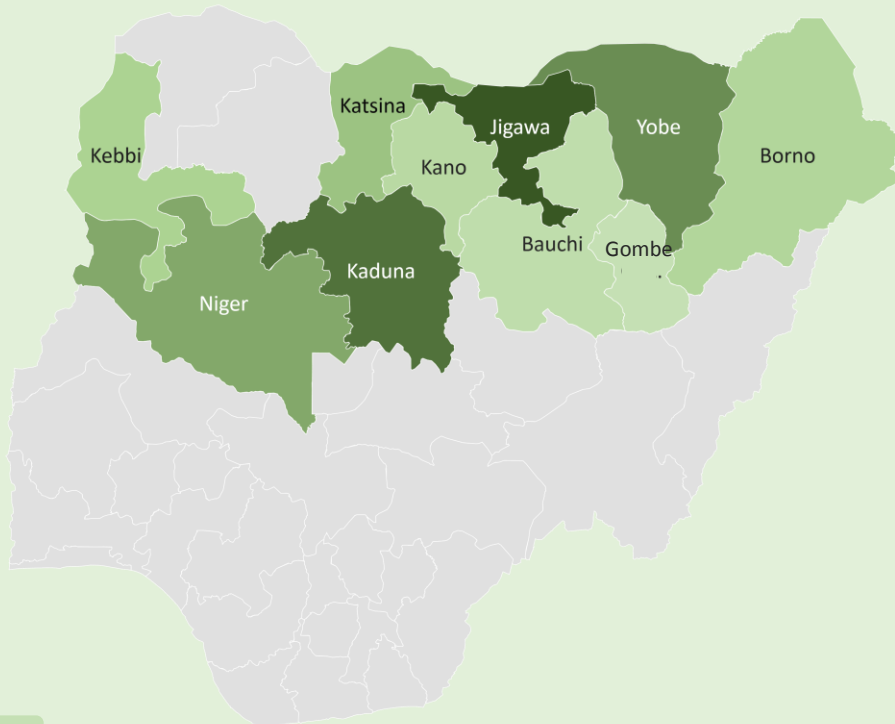 Katsina
Jigawa
Yobe
Kebbi
Kano
Borno
Bauchi
Gombe
Kaduna
Niger